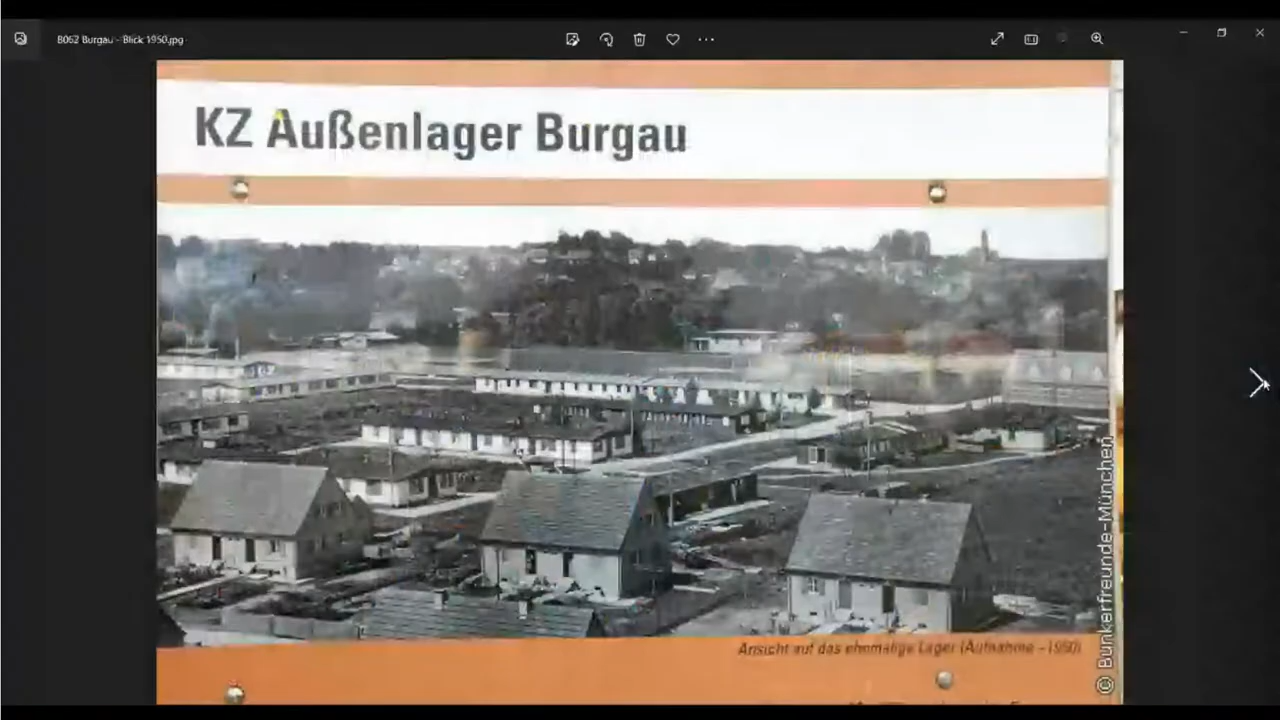 B062 Burgau - Blick 1950.jpg
KZ Außenlager Burgau
Ansicht auf das ehemalige Lager (Aufnahme ~1950)
© Bunkerfreunde-München